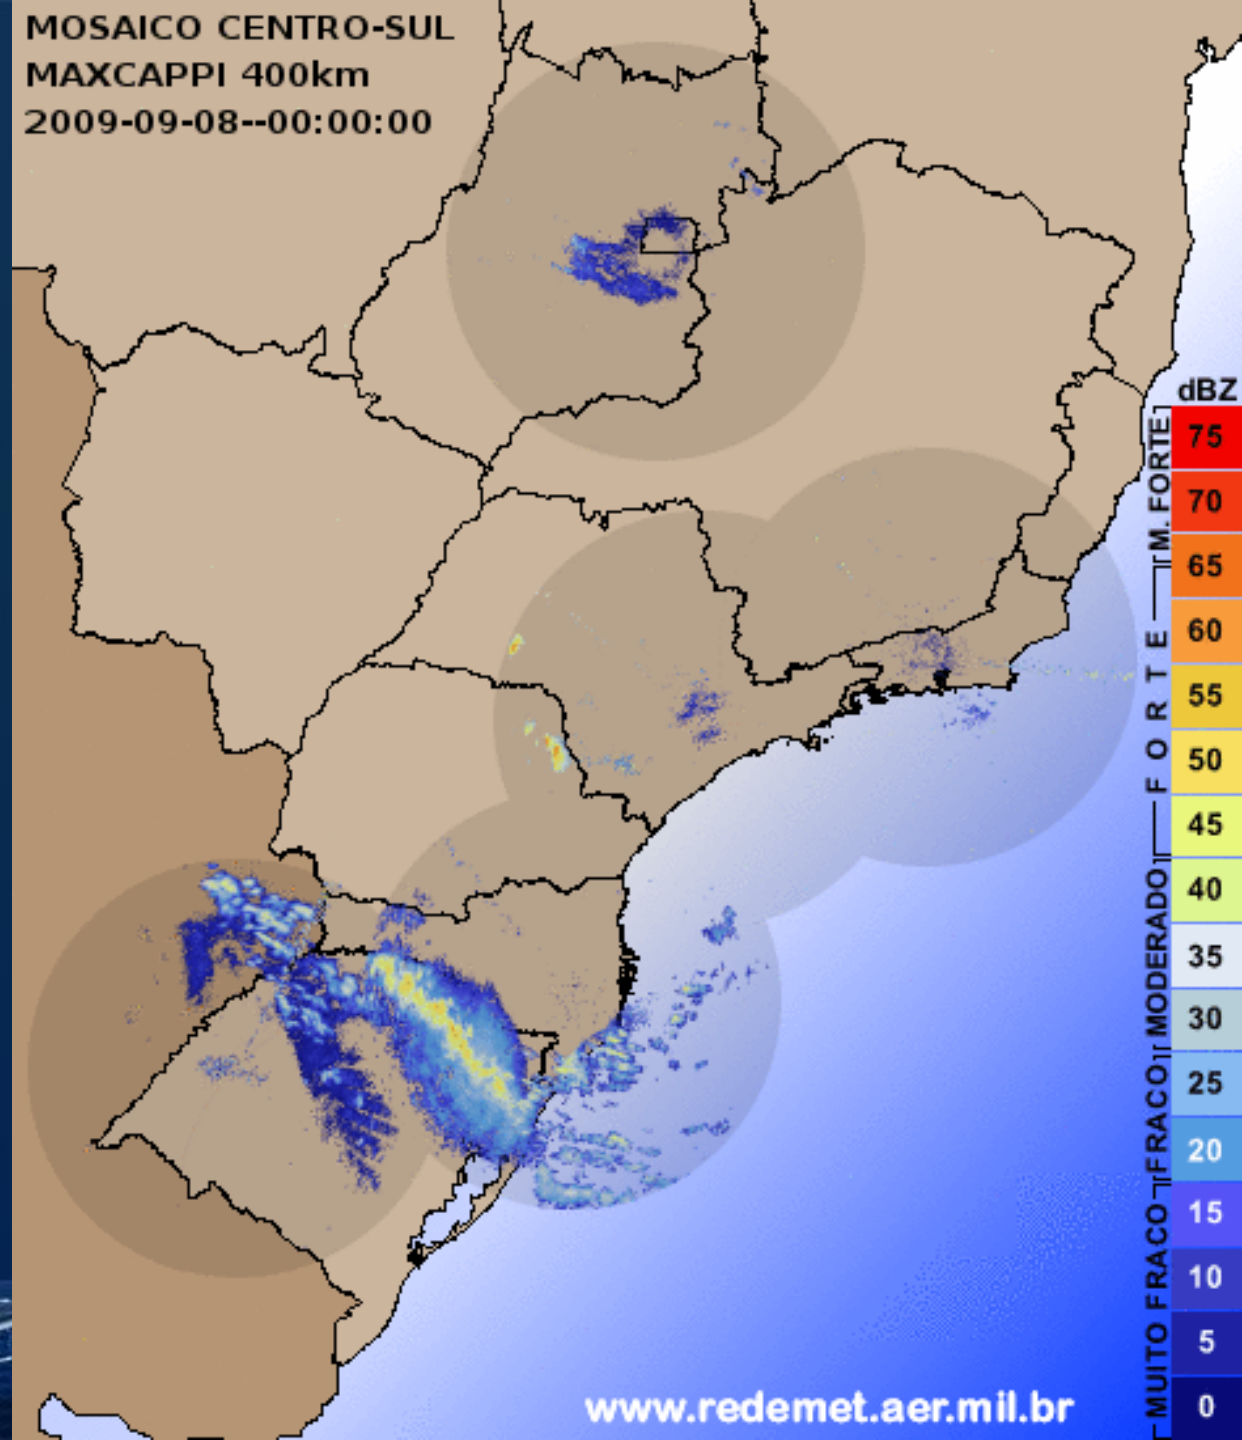 MOSAICO CENTRO-SUL
MAXCAPPI 400km
2009-09-08--00:00:00
dBZ
75
70
65
60
55
50
45
40
35
30
25
20
15
10
5
0
M. FORTE
FORTE
MODERADO
FRACO
MUITO FRACO
www.redemet.aer.mil.br